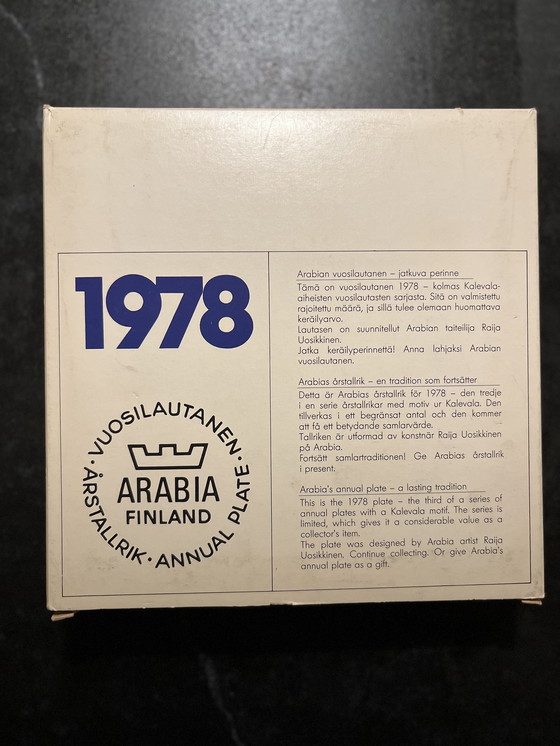 1978
VUOSILAUTANEN · ÅRSTALLRIK · ANNUAL PLATE ·
ARABIA
FINLAND
Arabian vuosilautanen – jatkuva perinne
Tämä on vuosilautanen 1978 – kolmas Kalevala-
aiheisten vuosilautasten sarjasta. Sitä on valmistettu
rajoitettu määrä, ja sillä tulee olemaan huomattava
keräilyarvo.
Lautasen on suunnitellut Arabian taiteilija Raija
Uosikkinen.
Jatka keräilyperinnettä! Anna lahjaksi Arabian
vuosilautanen.
Arabias årstallrik – en tradition som fortsätter
Detta är Arabias årstallrik för 1978 – den tredje
i en serie årstallrikar med motiv ur Kalevala. Den
tillverkas i ett begränsat antal och den kommer
att få ett betydande samlarvärde.
Tallriken är utformad av konstnär Raija Uosikkinen
på Arabia.
Fortsätt samlartraditionen! Ge Arabias årstallrik
i present.
Arabia's annual plate – a lasting tradition
This is the 1978 plate – the third of a series of
annual plates with a Kalevala motif. The series is
limited, which gives it a considerable value as a
collector's item.
The plate was designed by Arabia artist Raija
Uosikkinen. Continue collecting. Or give Arabia's
annual plate as a gift.